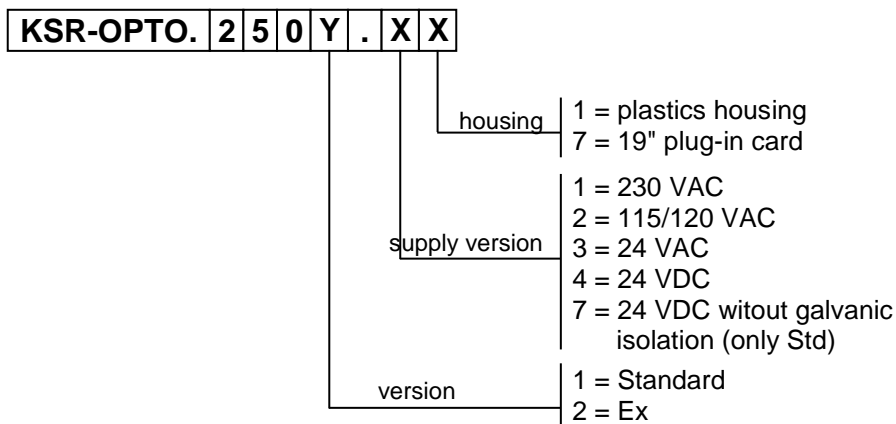 KSR-OPTO. 2 5 0 Y . X X
housing
1 = plastics housing
7 = 19" plug-in card
supply version
1 = 230 VAC
2 = 115/120 VAC
3 = 24 VAC
4 = 24 VDC
7 = 24 VDC witout galvanic
isolation (only Std)
version
1 = Standard
2 = Ex